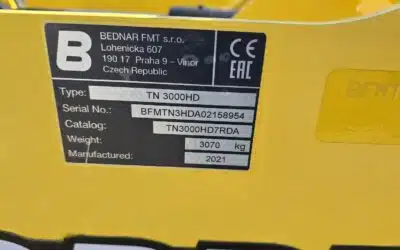 B
BEDNAR FMT s.r.o.
Lohenicka 607
190 17 Praha 9 – Vinoř
Czech Republic
CE
EAC
Type: TN 3000HD
Serial No.: BFMTN3HDA02158954
Catalog: TN3000HD7RDA
Weight: 3070 kg
Manufactured: 2021